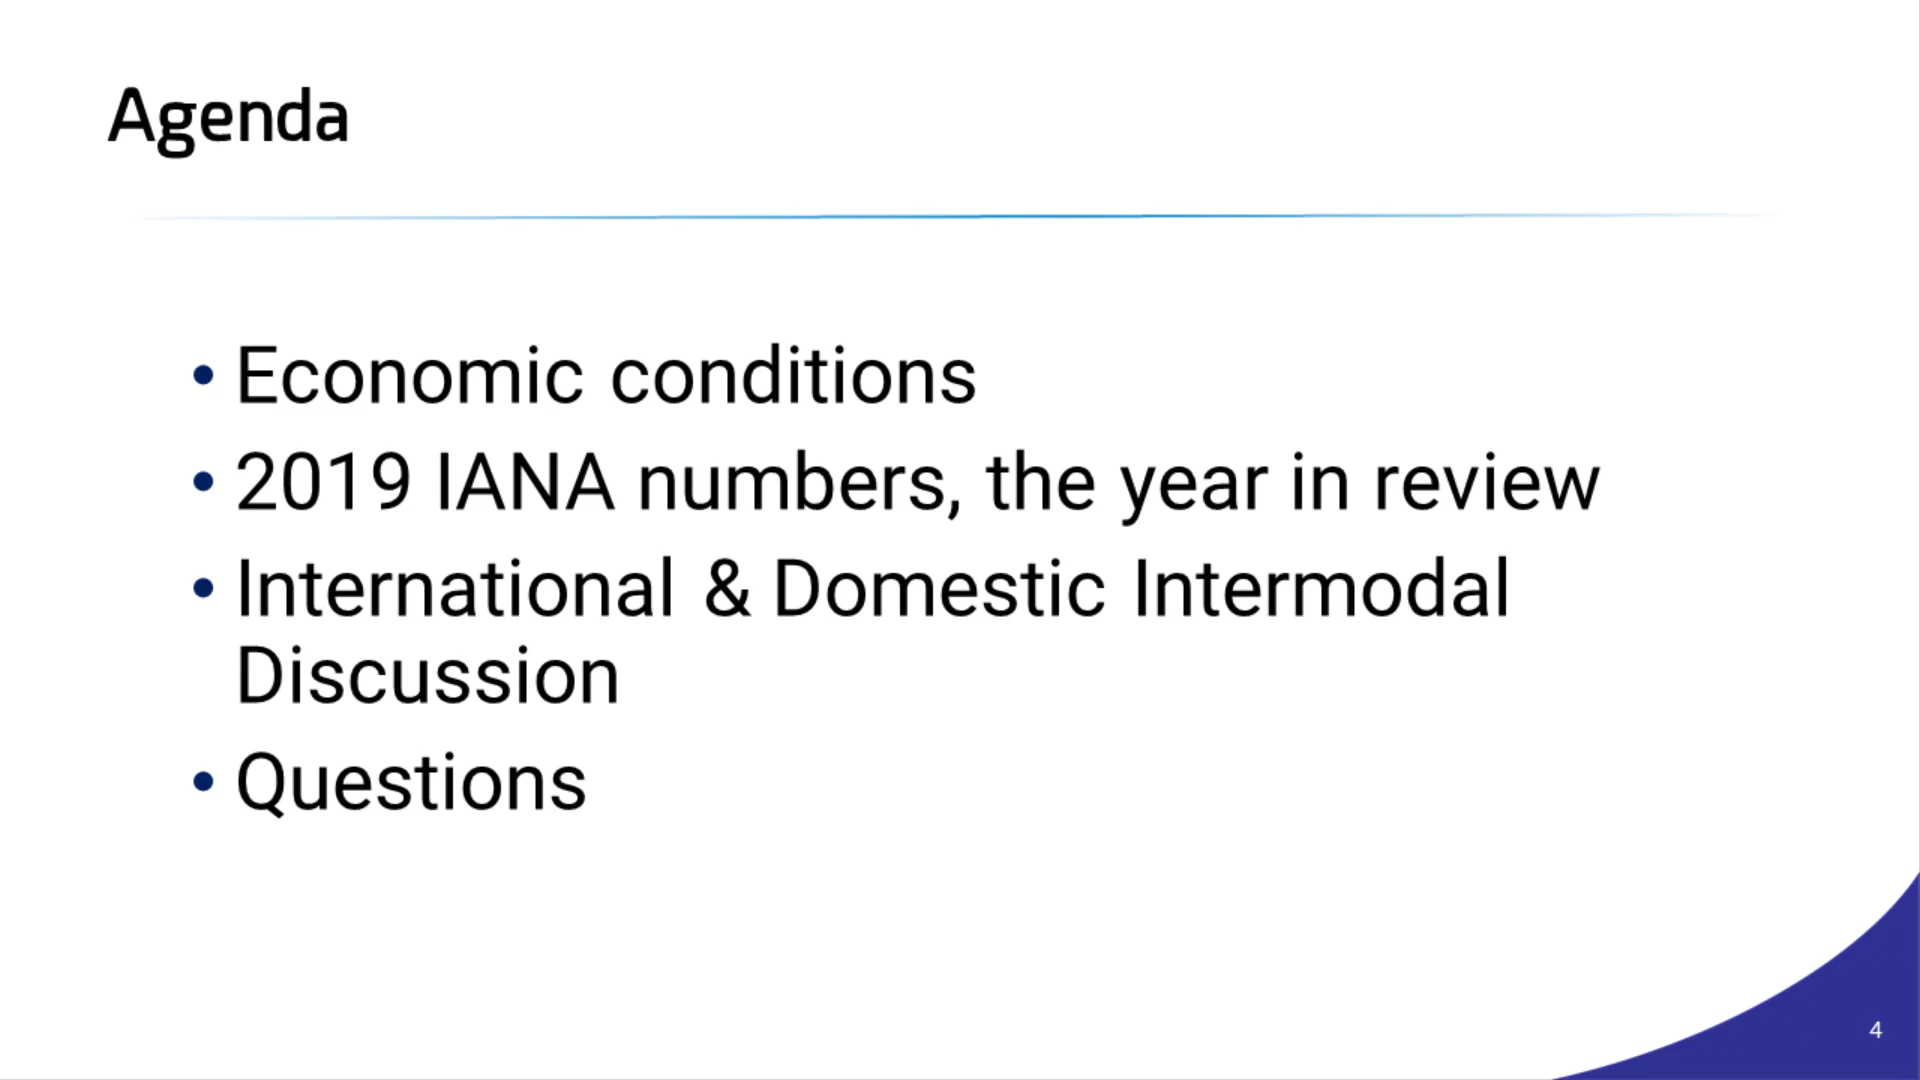 Agenda
• Economic conditions
• 2019 IANA numbers, the year in review
• International & Domestic Intermodal
Discussion
• Questions
4